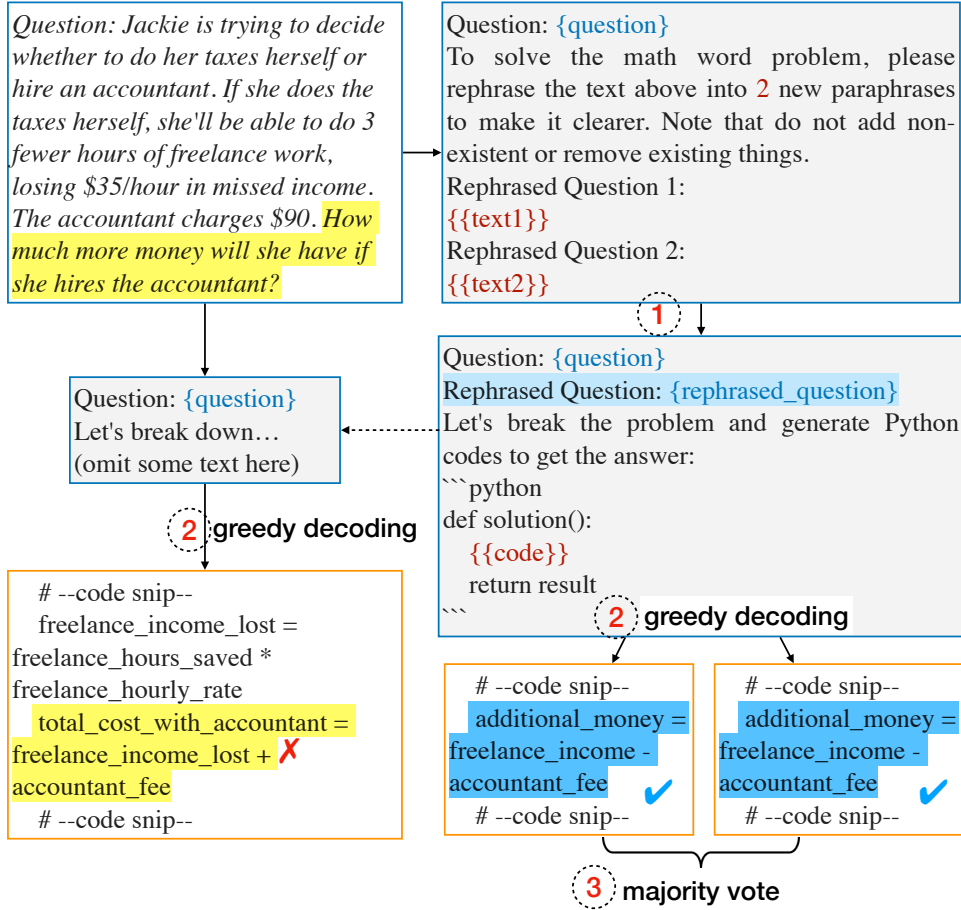 Question: Jackie is trying to decide
whether to do her taxes herself or
hire an accountant. If she does the
taxes herself, she'll be able to do 3
fewer hours of freelance work,
losing $35/hour in missed income.
The accountant charges $90. How
much more money will she have if
she hires the accountant?
Question: {question}
To solve the math word problem, please
rephrase the text above into 2 new paraphrases
to make it clearer. Note that do not add non-
existent or remove existing things.
Rephrased Question 1:
{{text1}}
Rephrased Question 2:
{{text2}}
1
Question: {question}
Rephrased Question: {rephrased_question}
Let's break the problem and generate Python
codes to get the answer:
```python
def solution():
{{code}}
return result
```
Question: {question}
Let's break down…
(omit some text here)
2 greedy decoding
# --code snip--
freelance_income_lost =
freelance_hours_saved *
freelance_hourly_rate
total_cost_with_accountant =
freelance_income_lost + ✗
accountant_fee
# --code snip--
2 greedy decoding
# --code snip--
additional_money =
freelance_income -
accountant_fee ✔
# --code snip--
# --code snip--
additional_money =
freelance_income -
accountant_fee ✔
# --code snip--
3 majority vote